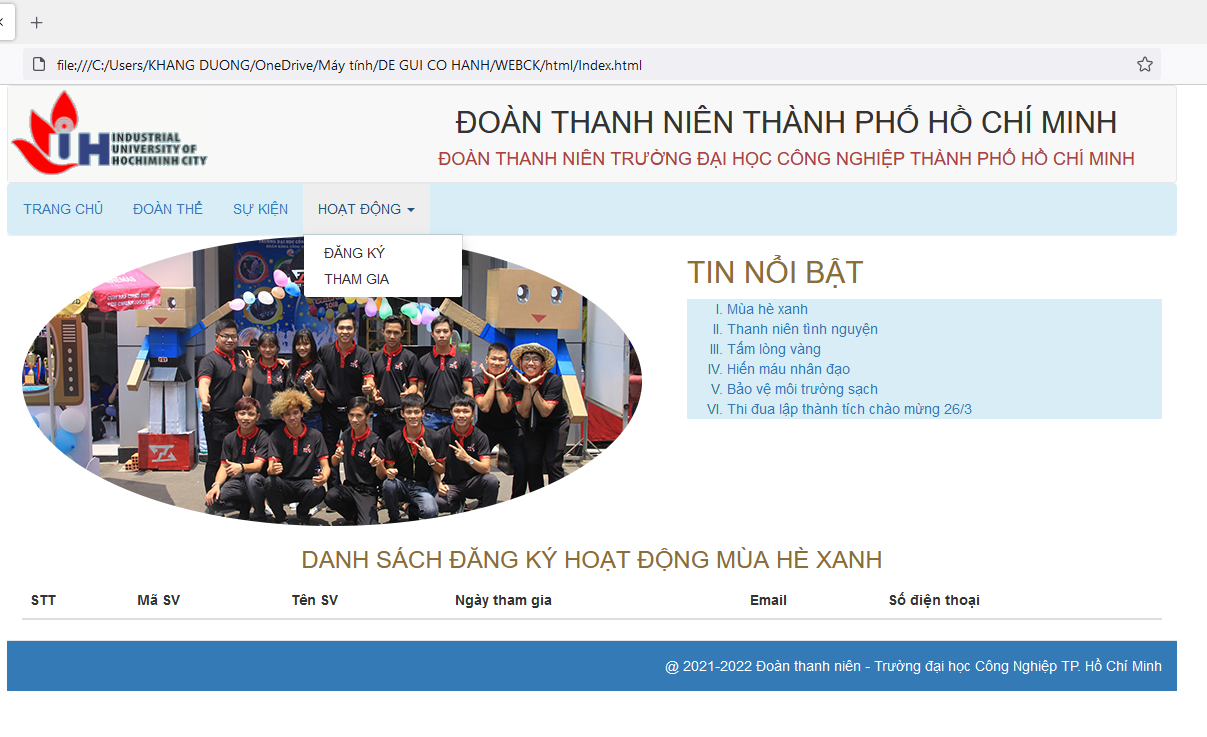 file:///C:/Users/KHANG DUONG/OneDrive/Máy tính/DE GUI CO HANH/WEBCK/html/Index.html
INDUSTRIAL
UNIVERSITY OF
HOCHIMINH CITY
ĐOÀN THANH NIÊN THÀNH PHỐ HỒ CHÍ MINH
ĐOÀN THANH NIÊN TRƯỜNG ĐẠI HỌC CÔNG NGHIỆP THÀNH PHỐ HỒ CHÍ MINH
TRANG CHỦ ĐOÀN THỂ SỰ KIỆN HOẠT ĐỘNG
ĐĂNG KÝ
THAM GIA
TIN NỔI BẬT
I. Mùa hè xanh
II. Thanh niên tình nguyện
III. Tấm lòng vàng
IV. Hiến máu nhân đạo
V. Bảo vệ môi trường sạch
VI. Thi đua lập thành tích chào mừng 26/3
DANH SÁCH ĐĂNG KÝ HOẠT ĐỘNG MÙA HÈ XANH
STT Mã SV Tên SV Ngày tham gia Email Số điện thoại
@ 2021-2022 Đoàn thanh niên - Trường đại học Công Nghiệp TP. Hồ Chí Minh